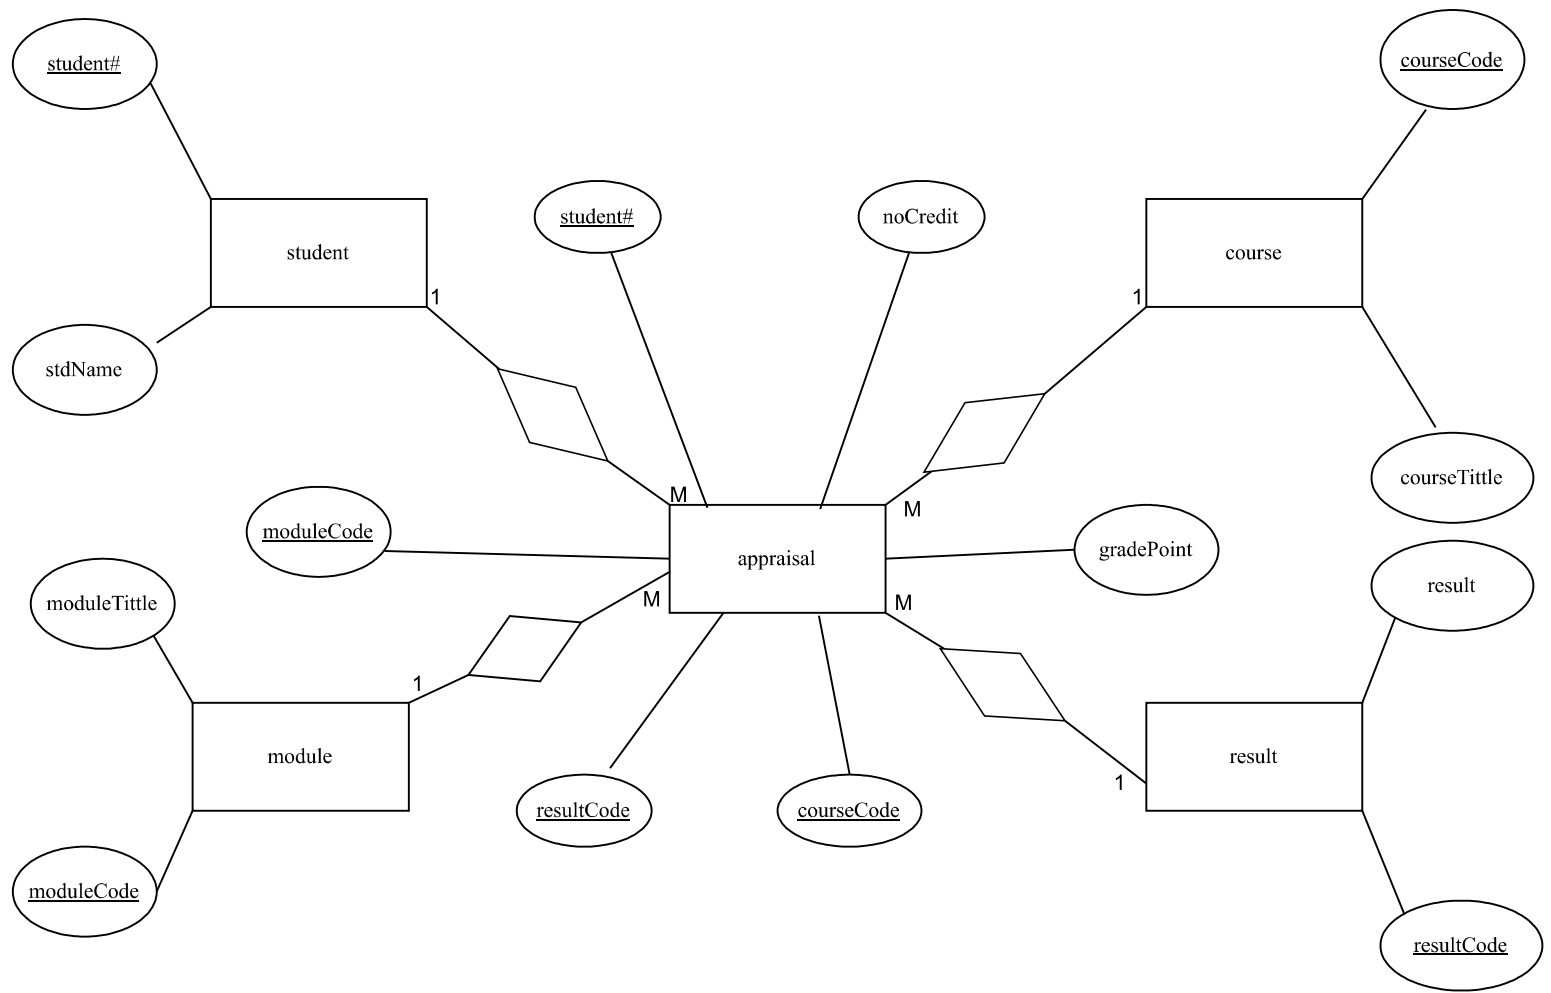 student#
courseCode
student#
noCredit
student
course
1
1
stdName
courseTittle
M
M
moduleCode
appraisal
gradePoint
result
moduleTittle
M
M
1
module
result
1
resultCode
courseCode
moduleCode
resultCode